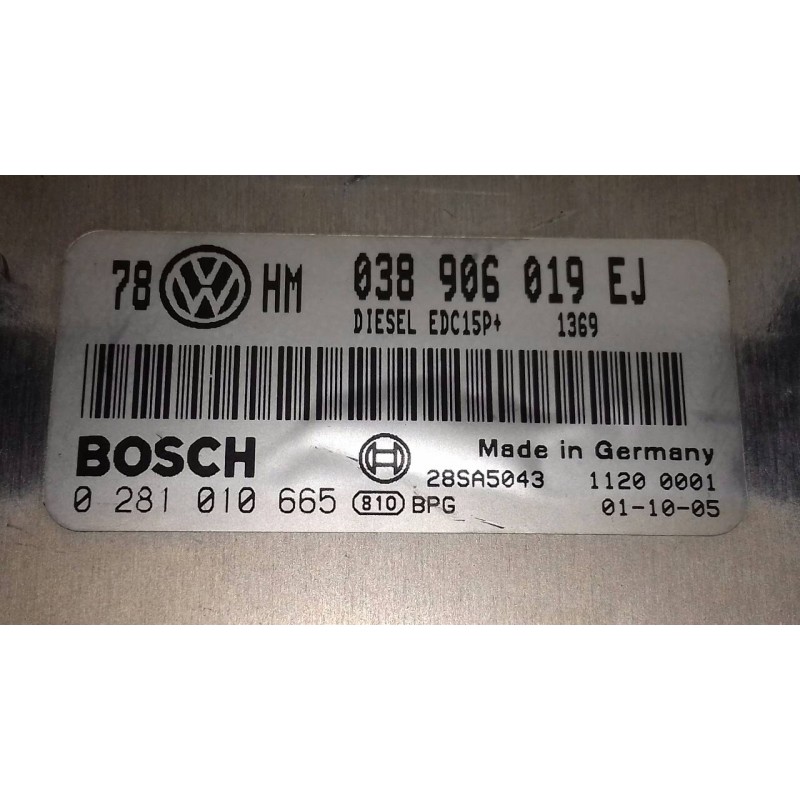 78 VW HM 038 906 019 EJ
DIESEL EDC15P+ 1369
BOSCH Made in Germany
28SA5043 1120 0001
0 281 010 665 810 BPG 01-10-05